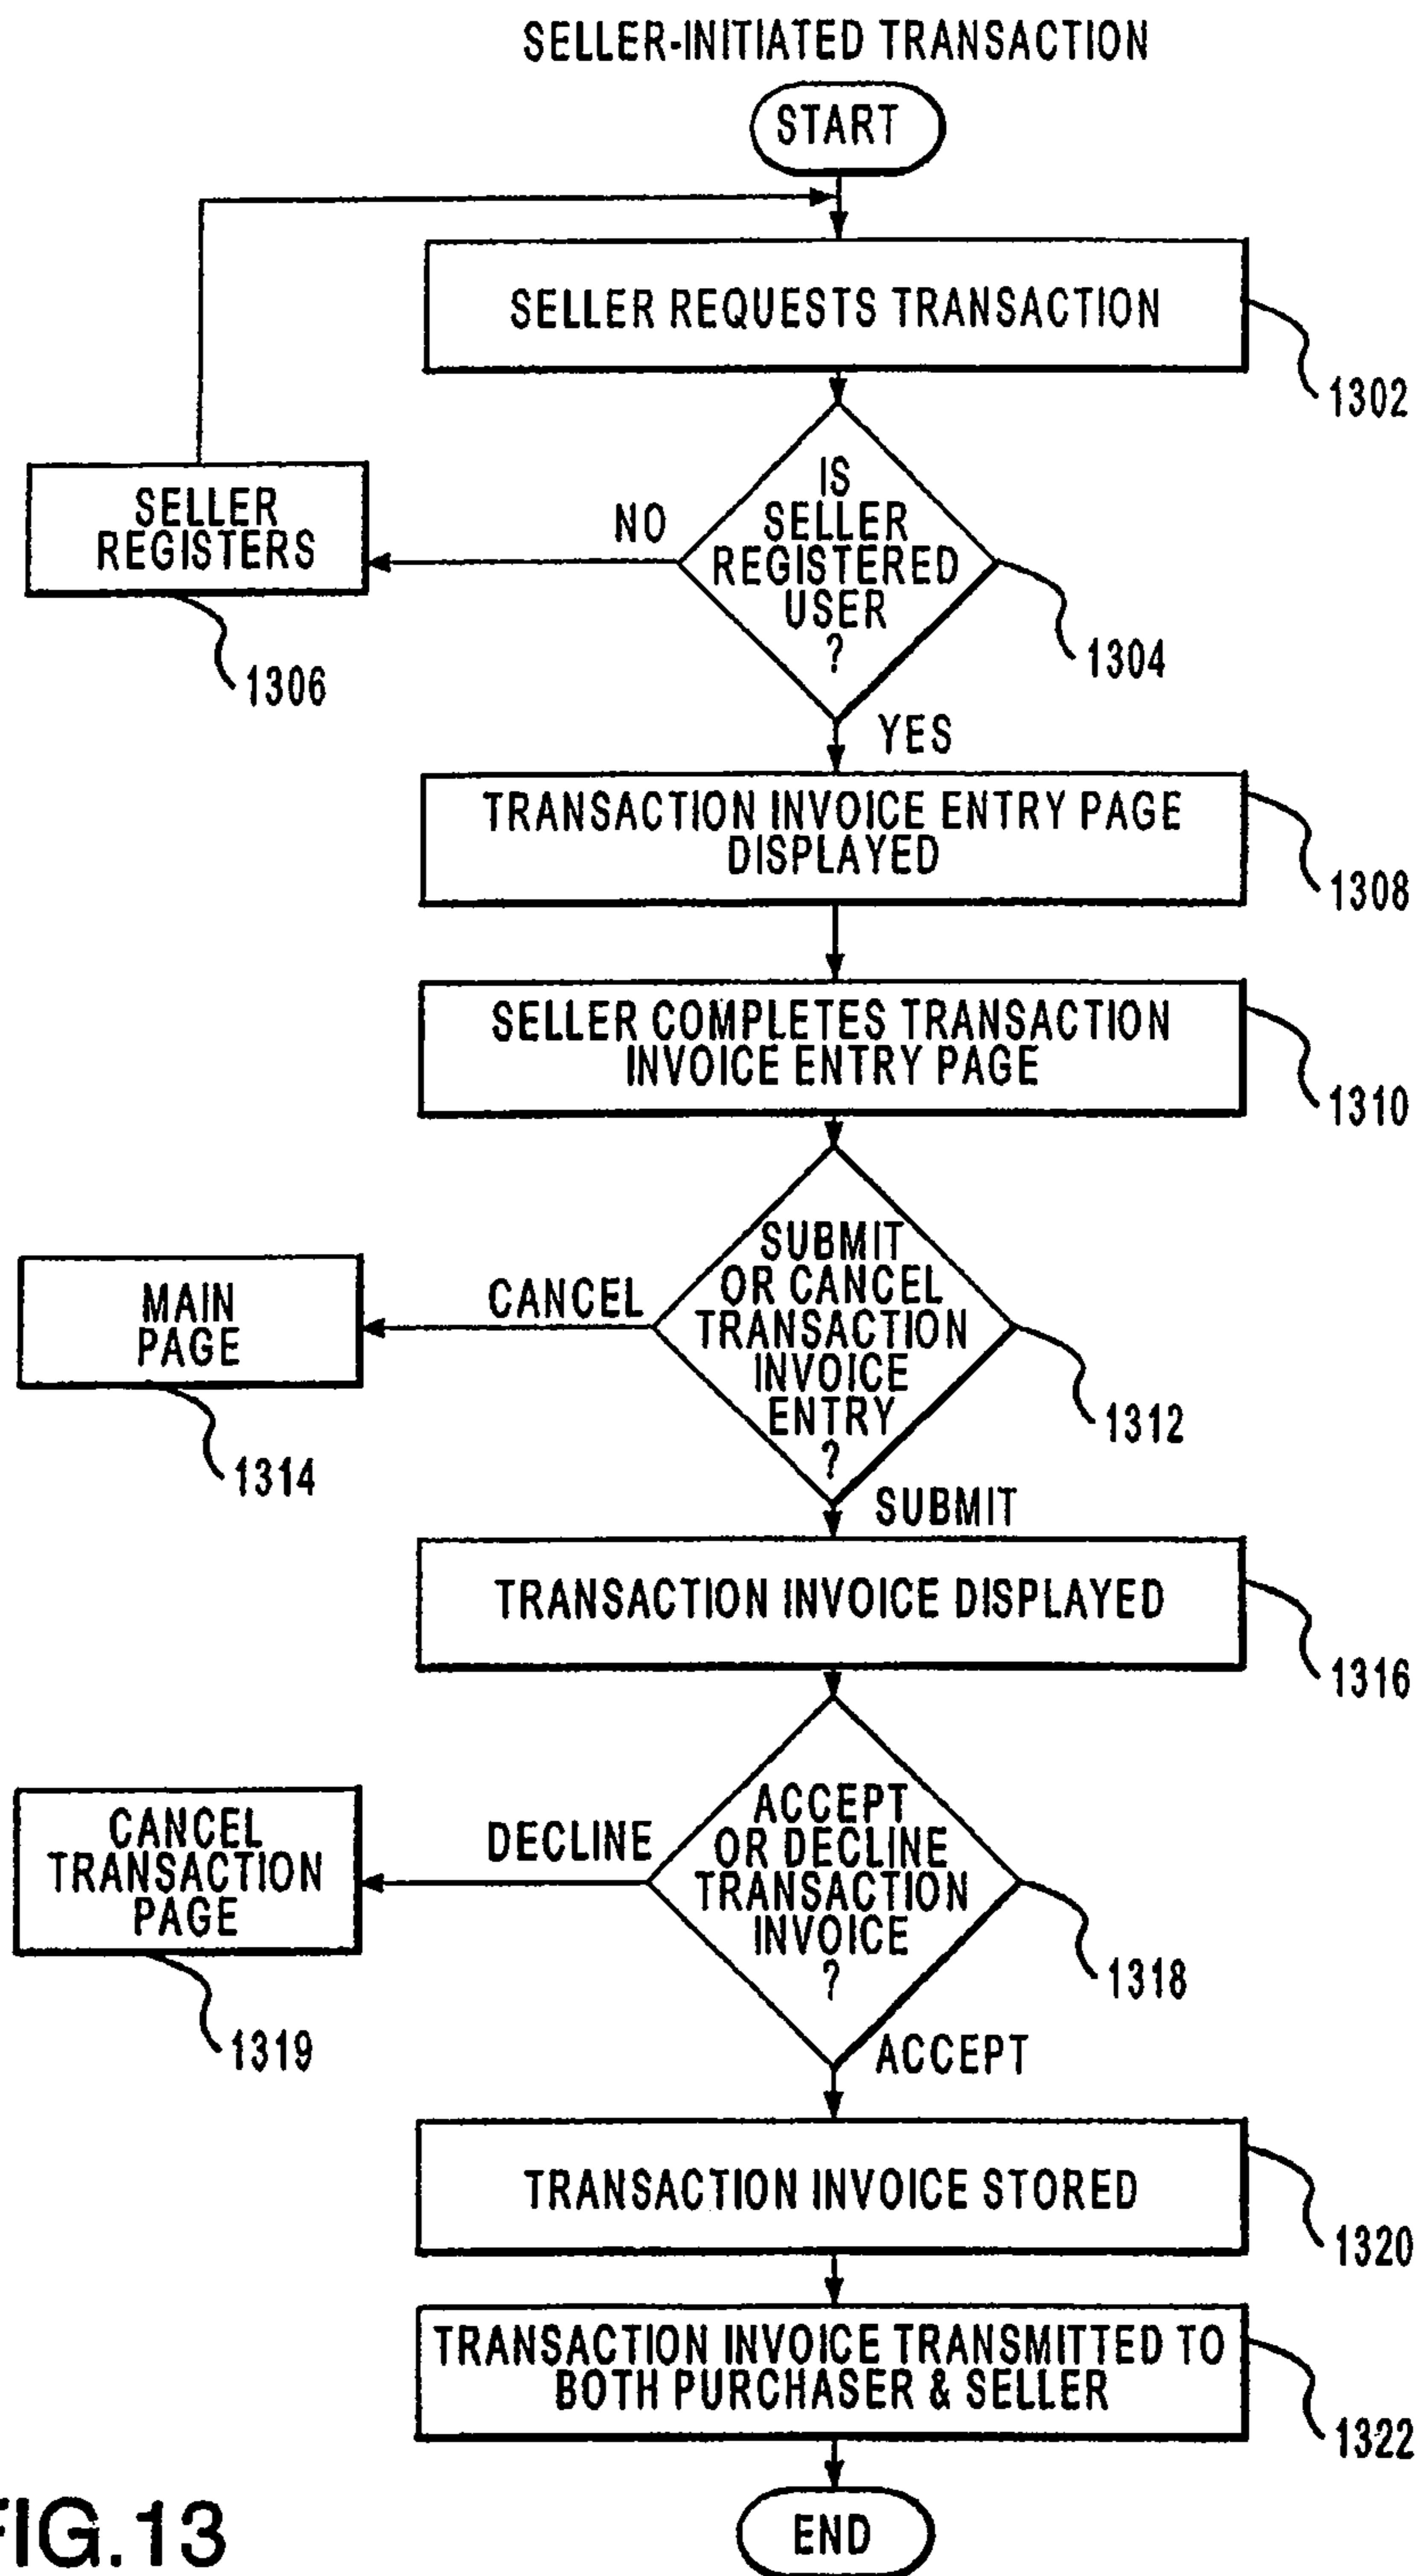 SELLER-INITIATED TRANSACTION
START
SELLER REQUESTS TRANSACTION
1302
IS
SELLER
REGISTERED
USER
?
NO
SELLER
REGISTERS
1304
1306
YES
TRANSACTION INVOICE ENTRY PAGE
DISPLAYED
1308
SELLER COMPLETES TRANSACTION
INVOICE ENTRY PAGE
1310
SUBMIT
OR CANCEL
TRANSACTION
INVOICE
ENTRY
?
CANCEL
MAIN
PAGE
1312
1314
SUBMIT
TRANSACTION INVOICE DISPLAYED
1316
ACCEPT
OR DECLINE
TRANSACTION
INVOICE
?
DECLINE
CANCEL
TRANSACTION
PAGE
1318
1319
ACCEPT
TRANSACTION INVOICE STORED
1320
TRANSACTION INVOICE TRANSMITTED TO
BOTH PURCHASER & SELLER
1322
END
FIG.13